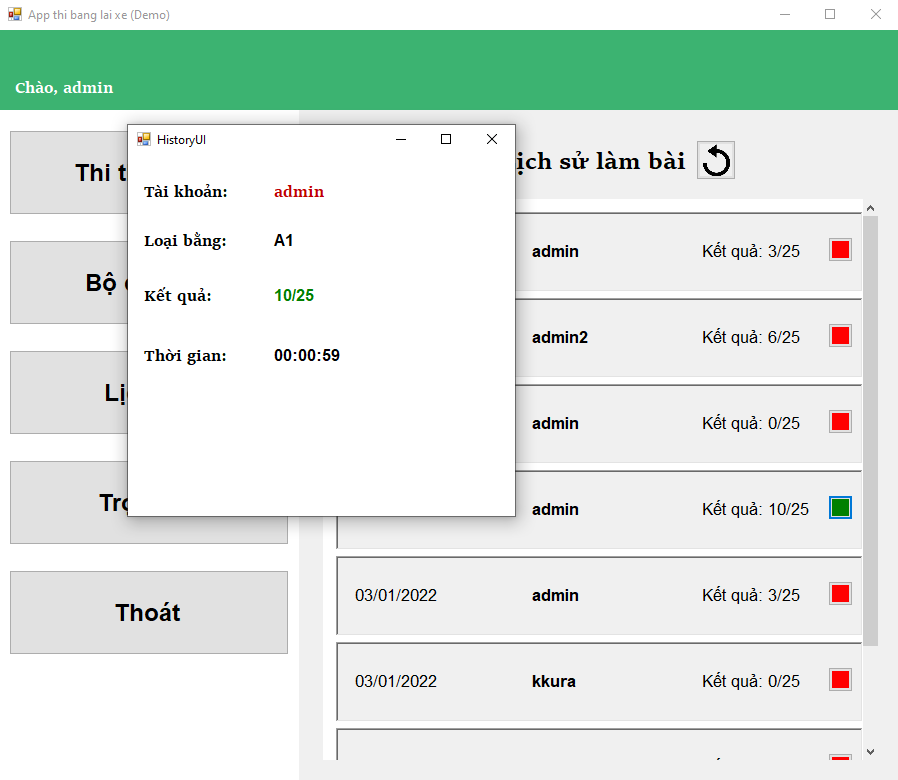 App thi bang lai xe (Demo)
Chào, admin
HistoryUI
Tài khoản: admin
Loại bằng: A1
Kết quả: 10/25
Thời gian: 00:00:59
Thi t
Bộ
Lị
Trợ
Thoát
ịch sử làm bài
admin Kết quả: 3/25
admin2 Kết quả: 6/25
admin Kết quả: 0/25
admin Kết quả: 10/25
03/01/2022 admin Kết quả: 3/25
03/01/2022 kkura Kết quả: 0/25